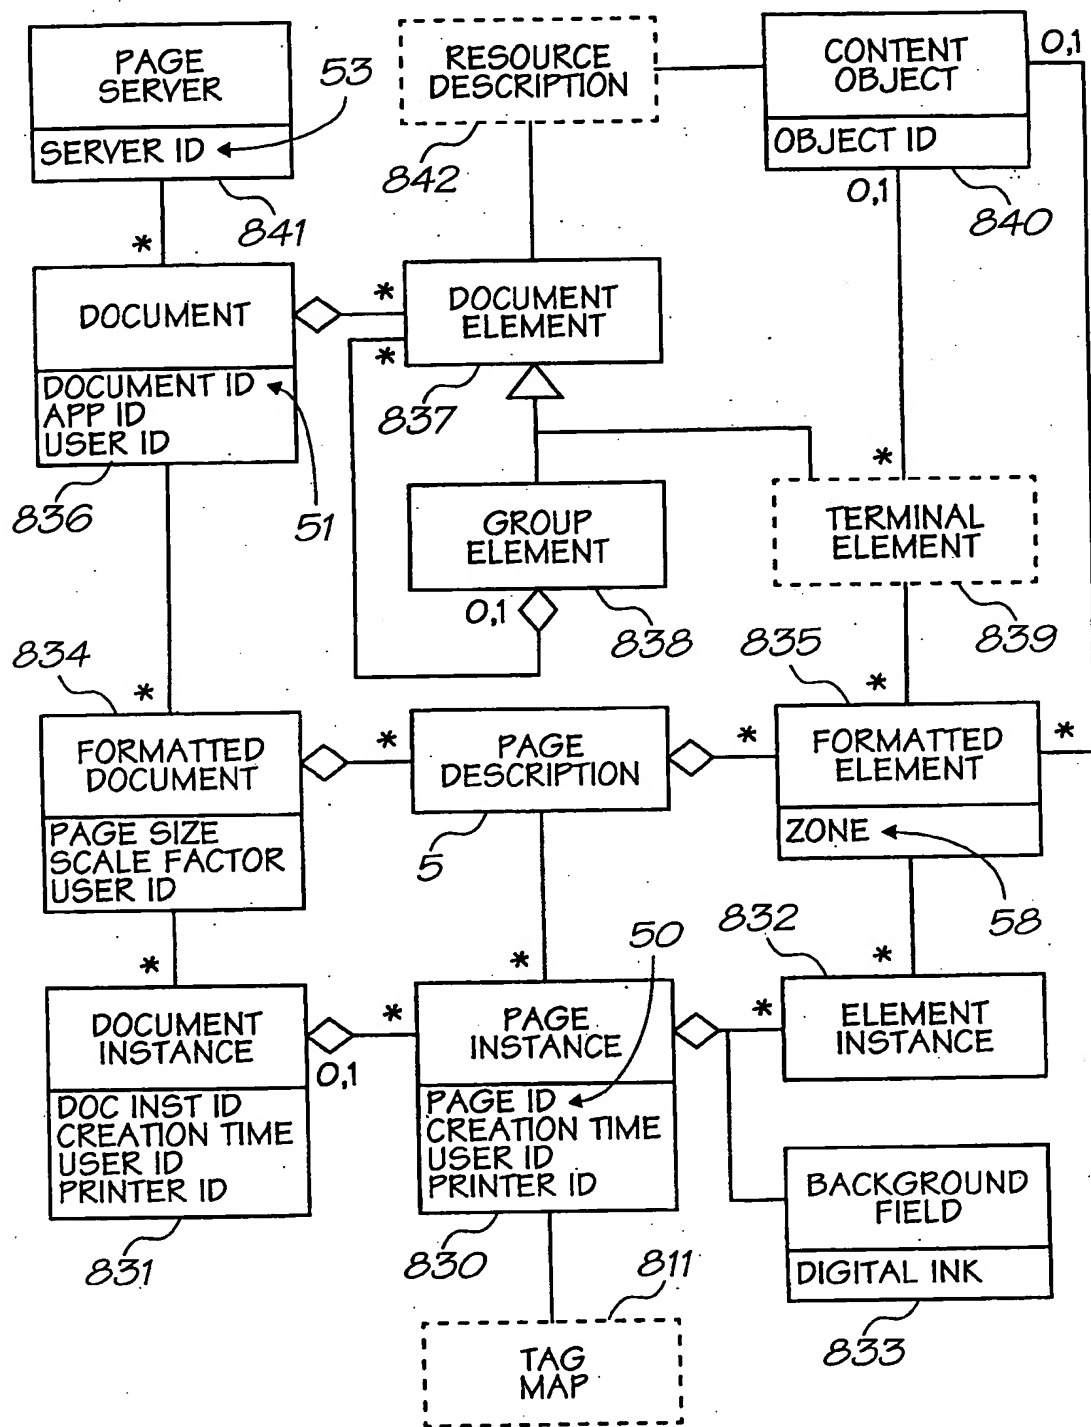 PAGE
SERVER
53
SERVER ID
841
RESOURCE
DESCRIPTION
842
CONTENT
OBJECT
0,1
OBJECT ID
0,1
840
*
DOCUMENT
DOCUMENT ID
APP ID
USER ID
836
51
*
*
DOCUMENT
ELEMENT
837
GROUP
ELEMENT
0,1
838
*
TERMINAL
ELEMENT
839
834
*
FORMATTED
DOCUMENT
PAGE SIZE
SCALE FACTOR
USER ID
*
PAGE
DESCRIPTION
5
835
*
*
FORMATTED
ELEMENT
*
ZONE
58
*
DOCUMENT
INSTANCE
0,1
DOC INST ID
CREATION TIME
USER ID
PRINTER ID
831
50
*
*
PAGE
INSTANCE
PAGE ID
CREATION TIME
USER ID
PRINTER ID
830
832
*
*
ELEMENT
INSTANCE
BACKGROUND
FIELD
DIGITAL INK
833
811
TAG
MAP